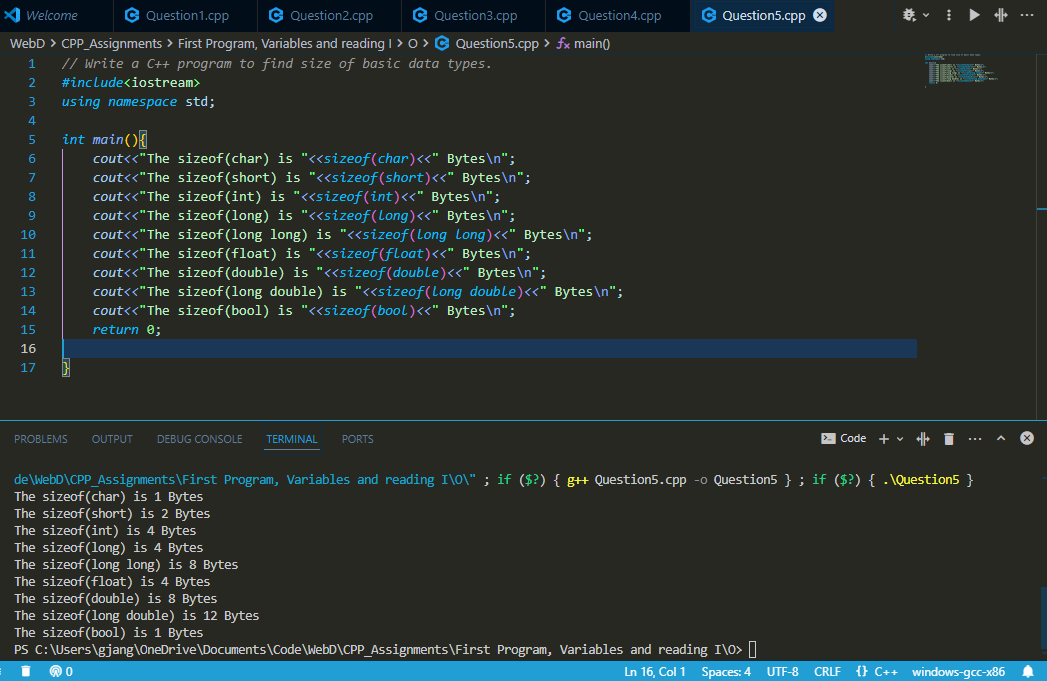 Welcome Question1.cpp Question2.cpp Question3.cpp Question4.cpp Question5.cpp
WebD > CPP_Assignments > First Program, Variables and reading I > O > Question5.cpp > main()
1 // Write a C++ program to find size of basic data types.
2 #include<iostream>
3 using namespace std;
4
5 int main(){
6 cout<<"The sizeof(char) is "<<sizeof(char)<<" Bytes\n";
7 cout<<"The sizeof(short) is "<<sizeof(short)<<" Bytes\n";
8 cout<<"The sizeof(int) is "<<sizeof(int)<<" Bytes\n";
9 cout<<"The sizeof(long) is "<<sizeof(long)<<" Bytes\n";
10 cout<<"The sizeof(long long) is "<<sizeof(long long)<<" Bytes\n";
11 cout<<"The sizeof(float) is "<<sizeof(float)<<" Bytes\n";
12 cout<<"The sizeof(double) is "<<sizeof(double)<<" Bytes\n";
13 cout<<"The sizeof(long double) is "<<sizeof(long double)<<" Bytes\n";
14 cout<<"The sizeof(bool) is "<<sizeof(bool)<<" Bytes\n";
15 return 0;
16
17 }
PROBLEMS OUTPUT DEBUG CONSOLE TERMINAL PORTS Code
de\WebD\CPP_Assignments\First Program, Variables and reading I\O\" ; if ($?) { g++ Question5.cpp -o Question5 } ; if ($?) { .\Question5 }
The sizeof(char) is 1 Bytes
The sizeof(short) is 2 Bytes
The sizeof(int) is 4 Bytes
The sizeof(long) is 4 Bytes
The sizeof(long long) is 8 Bytes
The sizeof(float) is 4 Bytes
The sizeof(double) is 8 Bytes
The sizeof(long double) is 12 Bytes
The sizeof(bool) is 1 Bytes
PS C:\Users\gjang\OneDrive\Documents\Code\WebD\CPP_Assignments\First Program, Variables and reading I\O>
0 Ln 16, Col 1 Spaces: 4 UTF-8 CRLF {} C++ windows-gcc-x86